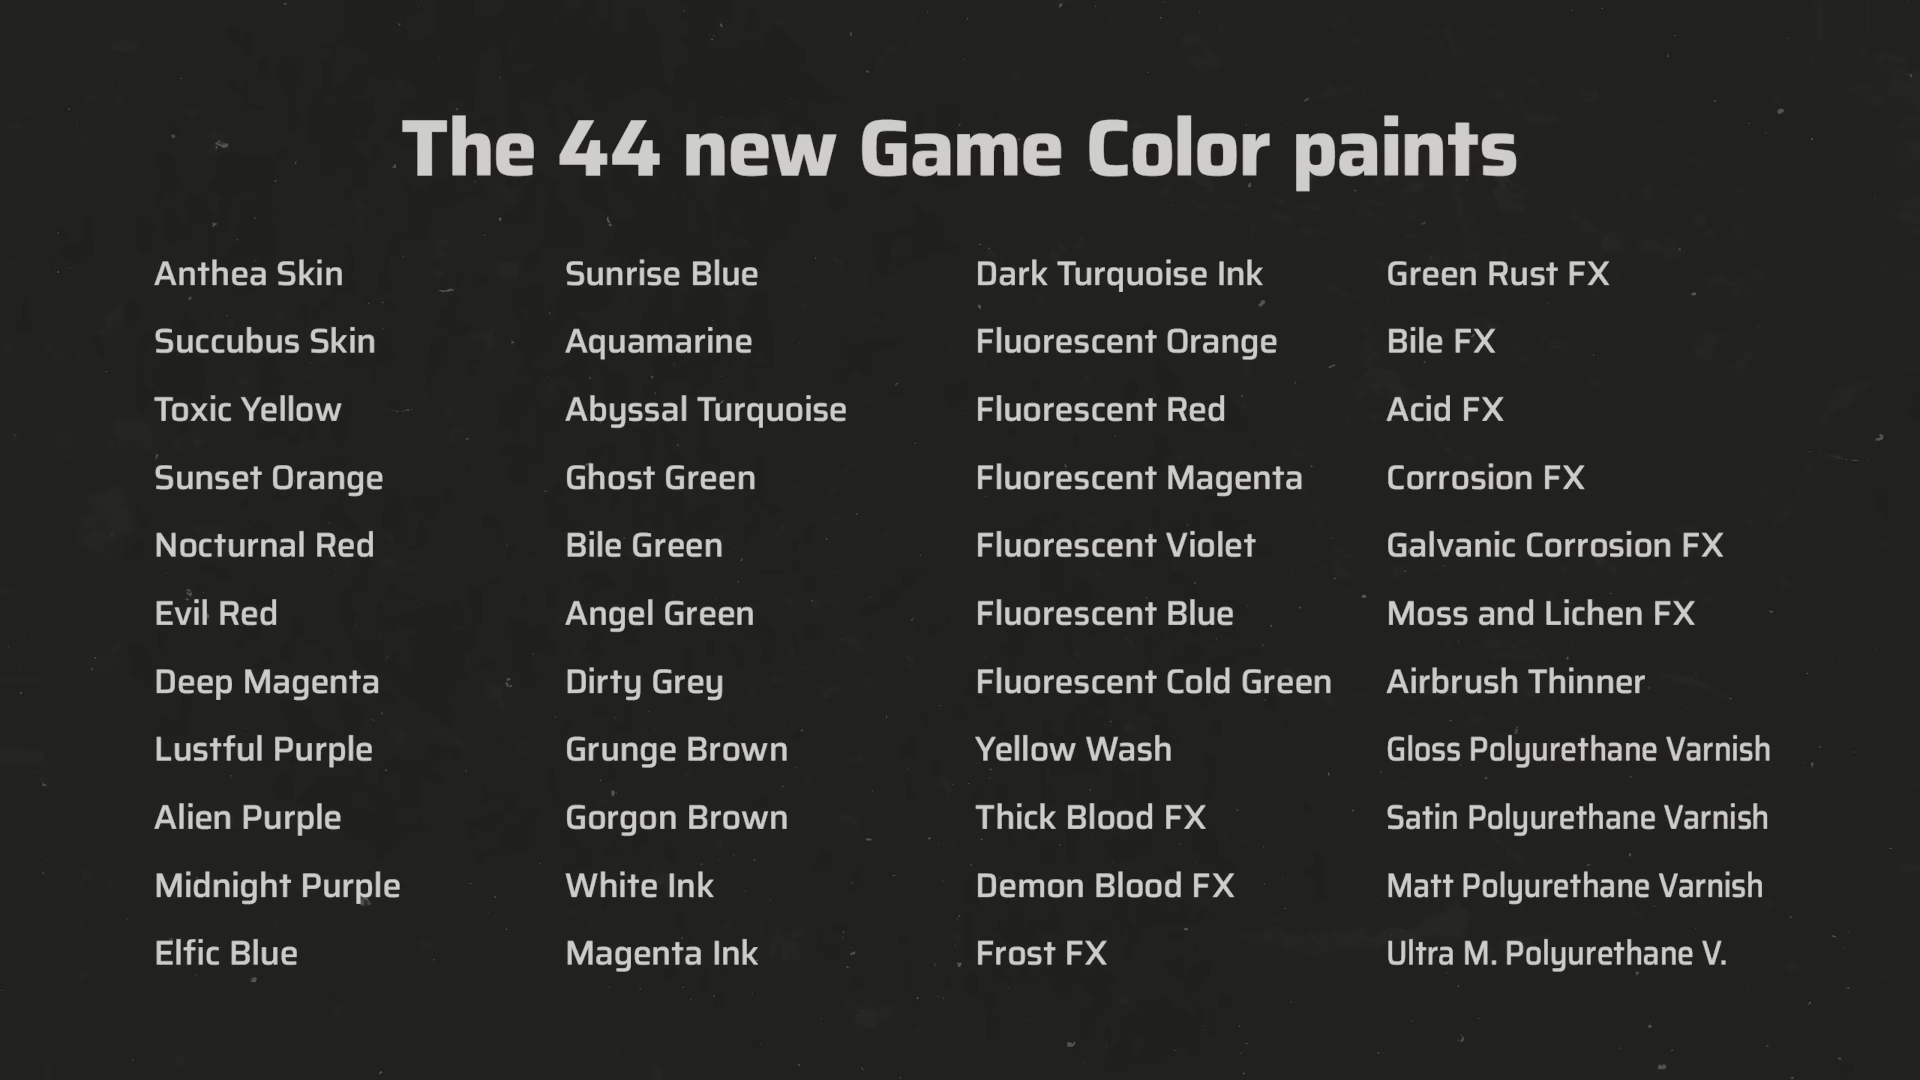 The 44 new Game Color paints
Anthea Skin
Succubus Skin
Toxic Yellow
Sunset Orange
Nocturnal Red
Evil Red
Deep Magenta
Lustful Purple
Alien Purple
Midnight Purple
Elfic Blue
Sunrise Blue
Aquamarine
Abyssal Turquoise
Ghost Green
Bile Green
Angel Green
Dirty Grey
Grunge Brown
Gorgon Brown
White Ink
Magenta Ink
Dark Turquoise Ink
Fluorescent Orange
Fluorescent Red
Fluorescent Magenta
Fluorescent Violet
Fluorescent Blue
Fluorescent Cold Green
Yellow Wash
Thick Blood FX
Demon Blood FX
Frost FX
Green Rust FX
Bile FX
Acid FX
Corrosion FX
Galvanic Corrosion FX
Moss and Lichen FX
Airbrush Thinner
Gloss Polyurethane Varnish
Satin Polyurethane Varnish
Matt Polyurethane Varnish
Ultra M. Polyurethane V.